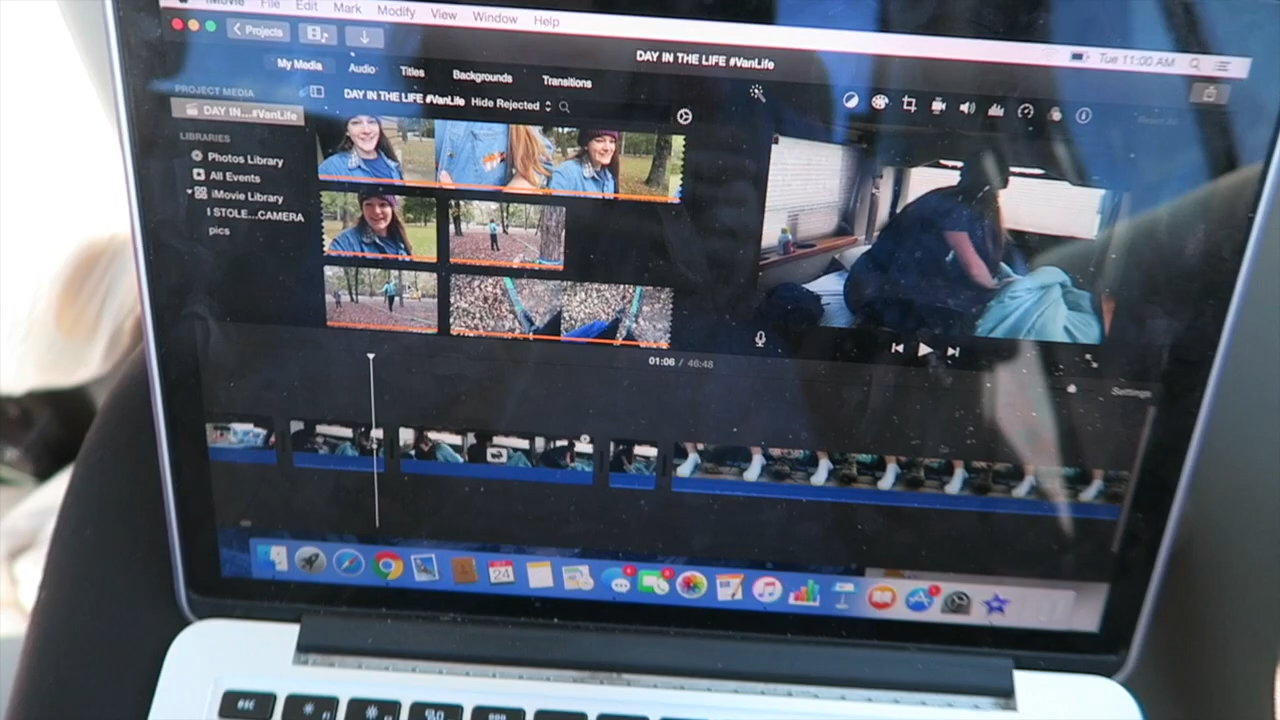 iMovie File Edit Mark Modify View Window Help
Tue 11:00 AM
Projects
DAY IN THE LIFE #VanLife
My Media Audio Titles Backgrounds Transitions
PROJECT MEDIA
DAY IN THE LIFE #VanLife Hide Rejected
DAY IN...#VanLife
LIBRARIES
Photos Library
All Events
iMovie Library
I STOLE...CAMERA
pics
01:06 / 46:48
Settings
24
esc